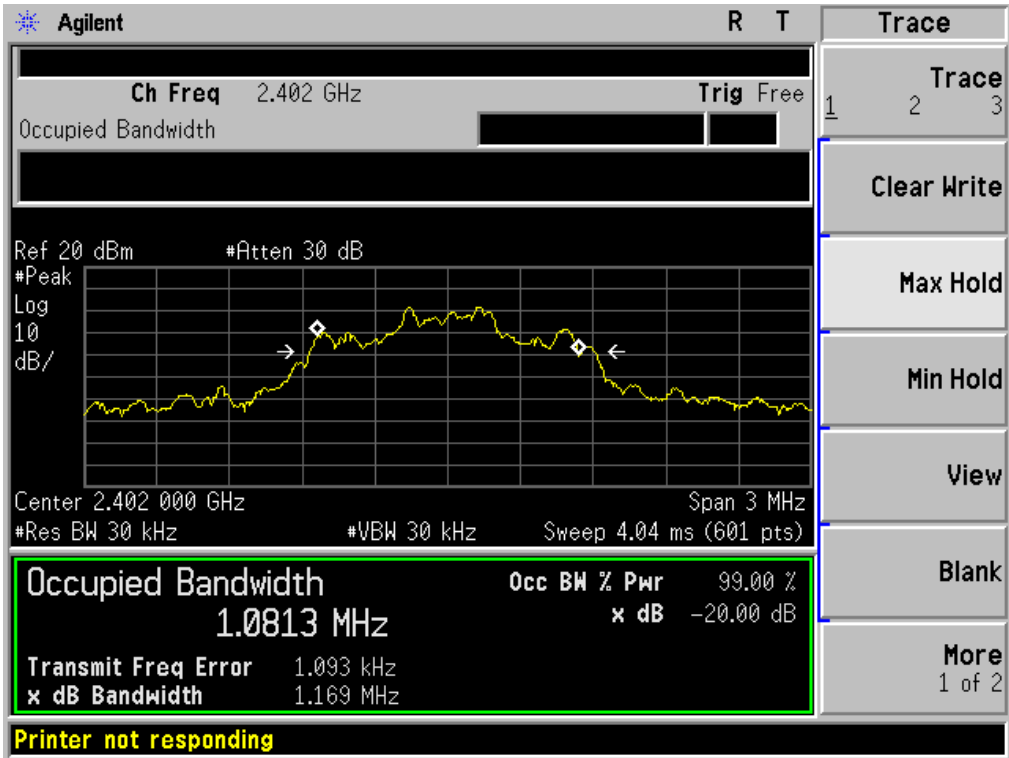 Agilent R T
Trace
Ch Freq 2.402 GHz Trig Free
Occupied Bandwidth
Trace
1 2 3
Clear Write
Max Hold
Min Hold
View
Blank
More
1 of 2
Ref 20 dBm #Atten 30 dB
#Peak
Log
10
dB/
Center 2.402 000 GHz Span 3 MHz
#Res BW 30 kHz #VBW 30 kHz Sweep 4.04 ms (601 pts)
Occupied Bandwidth Occ BW % Pwr 99.00 %
1.0813 MHz x dB -20.00 dB
Transmit Freq Error 1.093 kHz
x dB Bandwidth 1.169 MHz
Printer not responding